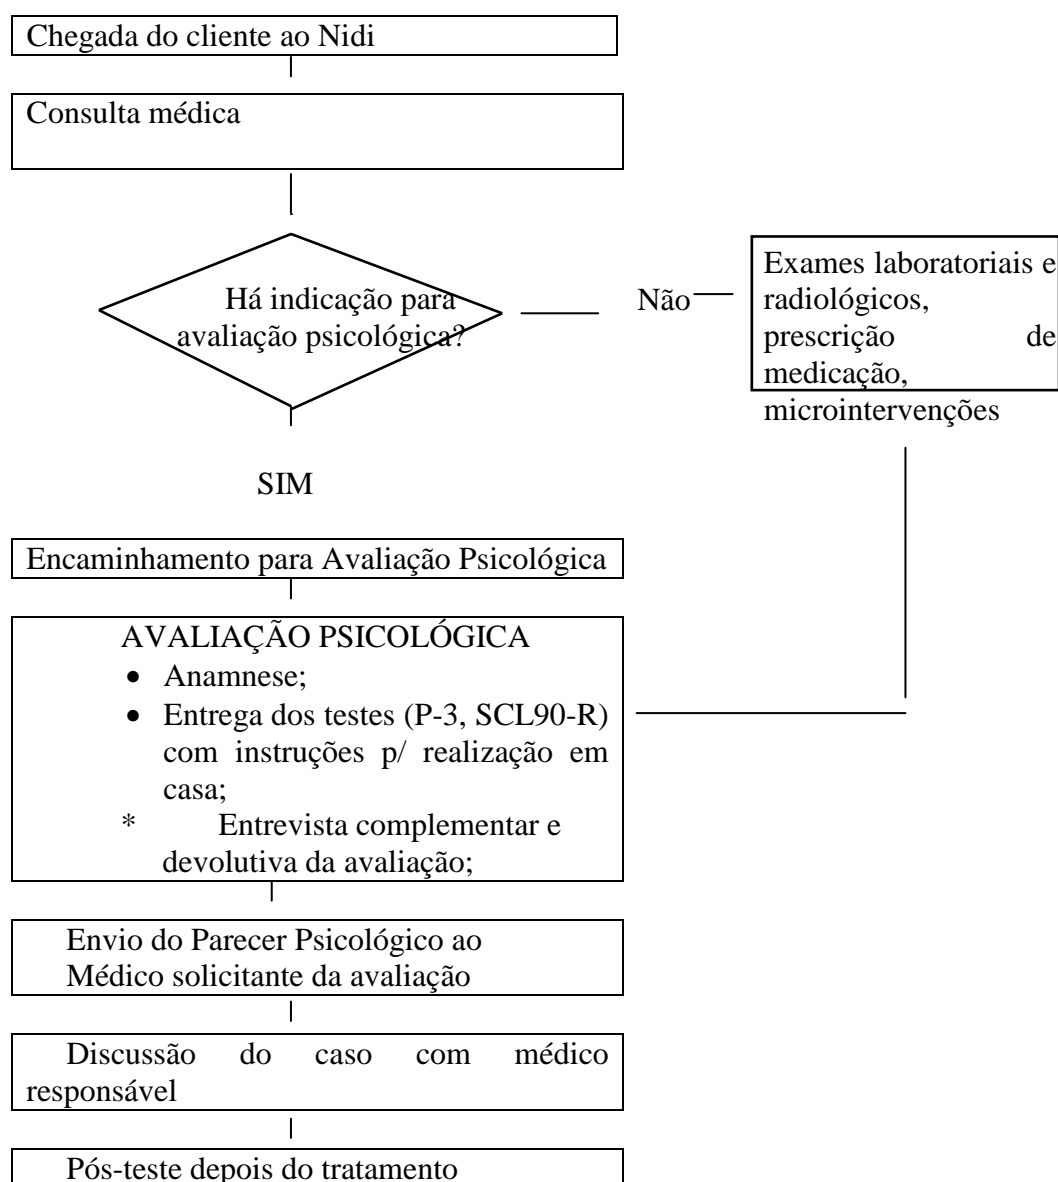 Chegada do cliente ao Nidi
Consulta médica
Há indicação para
avaliação psicológica?
Não
Exames laboratoriais e
radiológicos,
prescrição de
medicação,
microintervenções
SIM
Encaminhamento para Avaliação Psicológica
AVALIAÇÃO PSICOLÓGICA
• Anamnese;
• Entrega dos testes (P-3, SCL90-R)
com instruções p/ realização em
casa;
* Entrevista complementar e
devolutiva da avaliação;
Envio do Parecer Psicológico ao
Médico solicitante da avaliação
Discussão do caso com médico
responsável
Pós-teste depois do tratamento